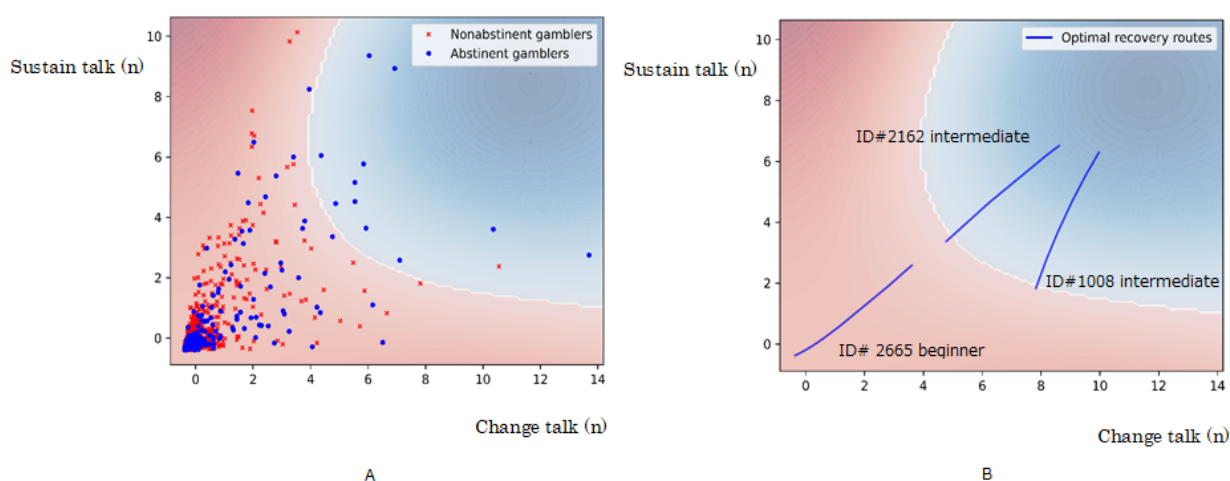 Sustain talk (n)
10
8
6
4
2
0
Nonabstinent gamblers
Abstinent gamblers
0 2 4 6 8 10 12 14
Change talk (n)
A
Sustain talk (n)
10
8
6
4
2
0
Optimal recovery routes
ID#2162 intermediate
ID#1008 intermediate
ID# 2665 beginner
0 2 4 6 8 10 12 14
Change talk (n)
B